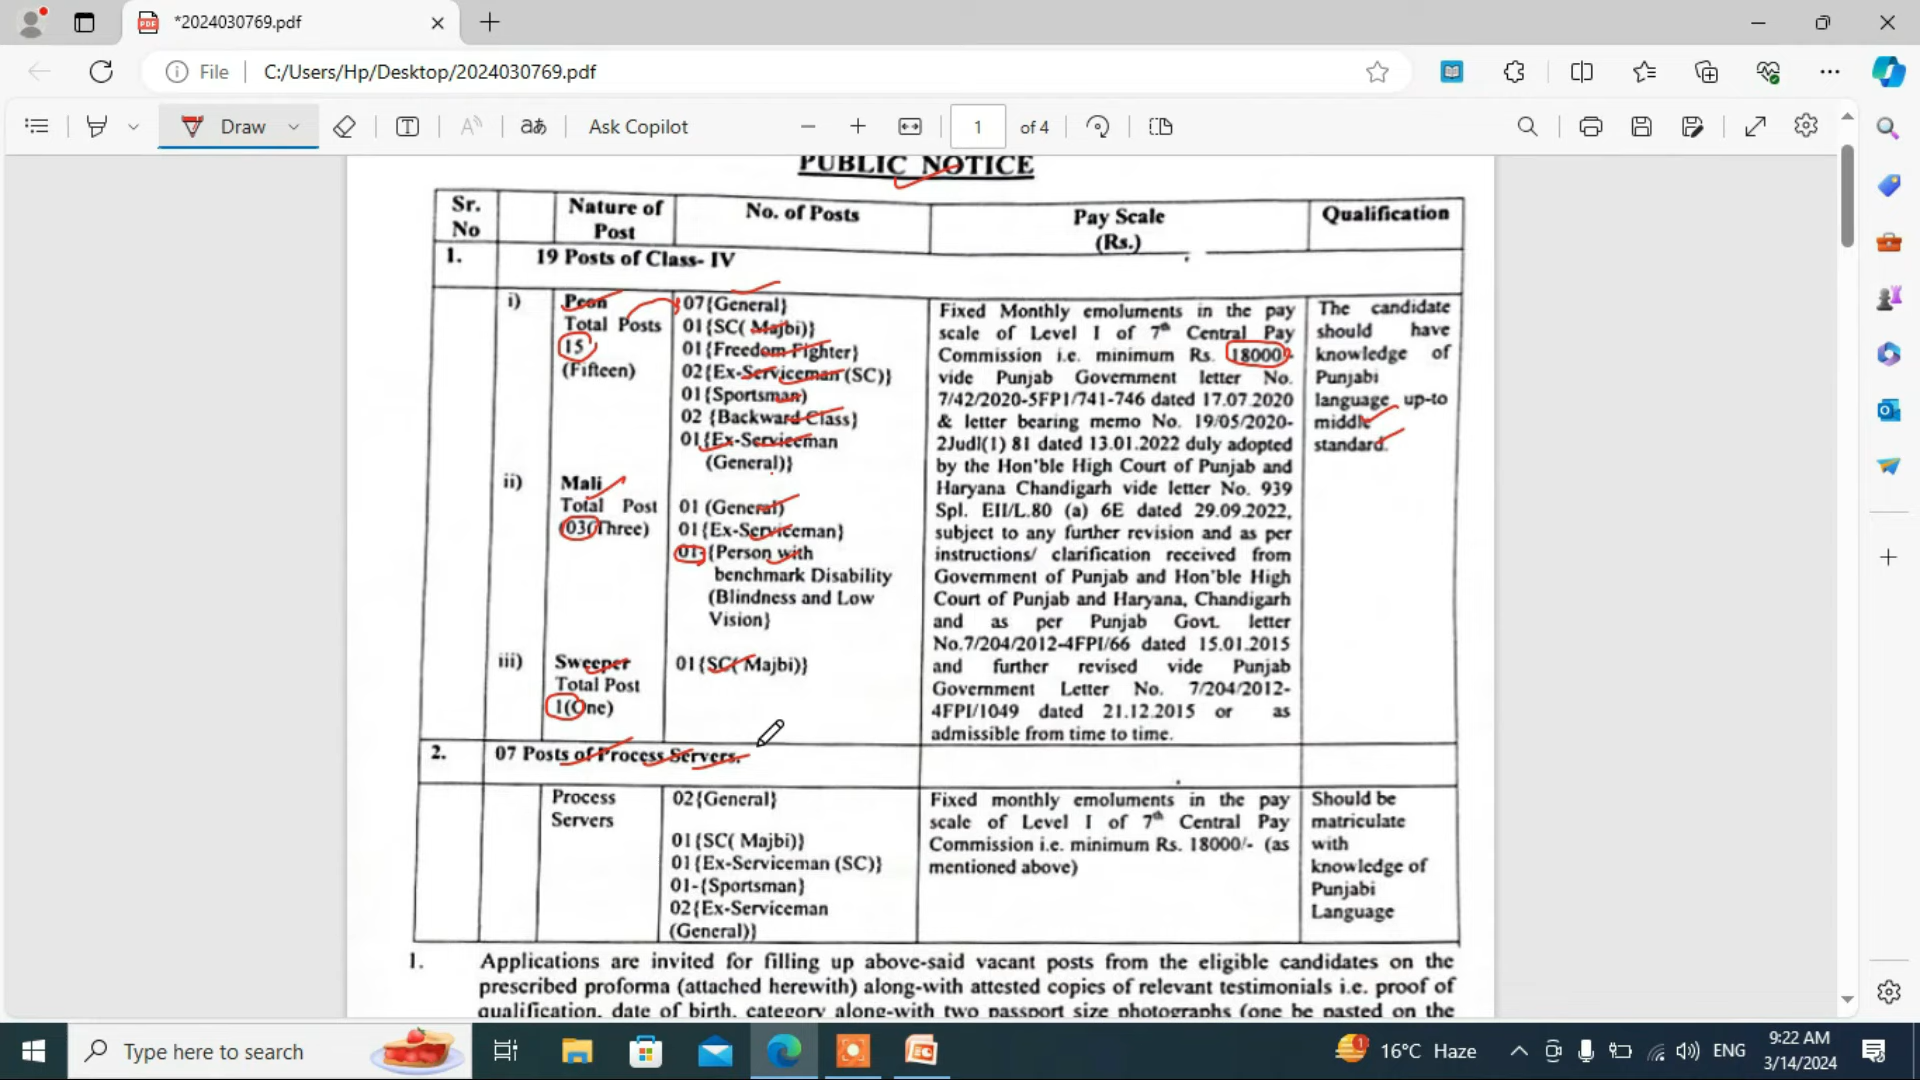 *2024030769.pdf
File
C:/Users/Hp/Desktop/2024030769.pdf
Draw
Ask Copilot
1
of 4
PUBLIC NOTICE
Sr. No
Nature of Post
No. of Posts
Pay Scale (Rs.)
Qualification
1.
19 Posts of Class- IV
i)
Peon
Total Posts
15
(Fifteen)
07{General}
01{SC( Majbi)}
01{Freedom Fighter}
02{Ex-Serviceman (SC)}
01{Sportsman)
02 {Backward Class}
01{Ex-Serviceman
(General)}
Fixed Monthly emoluments in the pay
scale of Level I of 7th Central Pay
Commission i.e. minimum Rs. 18000/-
vide Punjab Government letter No.
7/42/2020-5FP1/741-746 dated 17.07.2020
& letter bearing memo No. 19/05/2020-
2Judl(1) 81 dated 13.01.2022 duly adopted
by the Hon'ble High Court of Punjab and
Haryana Chandigarh vide letter No. 939
Spl. EII/L.80 (a) 6E dated 29.09.2022,
subject to any further revision and as per
instructions/ clarification received from
Government of Punjab and Hon'ble High
Court of Punjab and Haryana, Chandigarh
and as per Punjab Govt. letter
No.7/204/2012-4FPI/66 dated 15.01.2015
and further revised vide Punjab
Government Letter No. 7/204/2012-
4FPI/1049 dated 21.12.2015 or as
admissible from time to time.
The candidate
should have
knowledge of
Punjabi
language up-to
middle
standard.
ii)
Mali
Total Post
03(Three)
01 (General)
01{Ex-Serviceman}
01-{Person with
benchmark Disability
(Blindness and Low
Vision}
iii)
Sweeper
Total Post
1(One)
01{SC( Majbi)}
2.
07 Posts of Process Servers.
Process
Servers
02{General}
01{SC( Majbi)}
01{Ex-Serviceman (SC)}
01-{Sportsman}
02{Ex-Serviceman
(General)}
Fixed monthly emoluments in the pay
scale of Level I of 7th Central Pay
Commission i.e. minimum Rs. 18000/- (as
mentioned above)
Should be
matriculate
with
knowledge of
Punjabi
Language
1. Applications are invited for filling up above-said vacant posts from the eligible candidates on the
prescribed proforma (attached herewith) along-with attested copies of relevant testimonials i.e. proof of
qualification, date of birth, category along-with two passport size photographs (one be pasted on the
Type here to search
16°C Haze
ENG
9:22 AM
3/14/2024